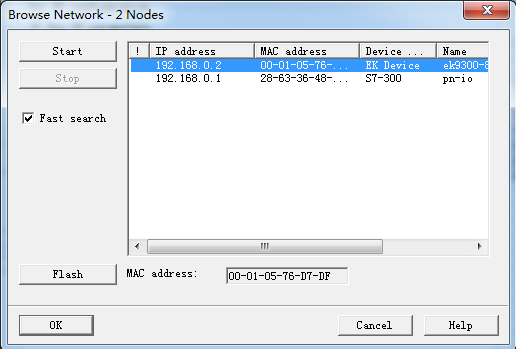 Browse Network - 2 Nodes
Start
Stop
Fast search
! IP address MAC address Device ... Name
192.168.0.2 00-01-05-76-... EK Device ek9300-8
192.168.0.1 28-63-36-48-... S7-300 pn-io
Flash
MAC address: 00-01-05-76-D7-DF
OK
Cancel
Help